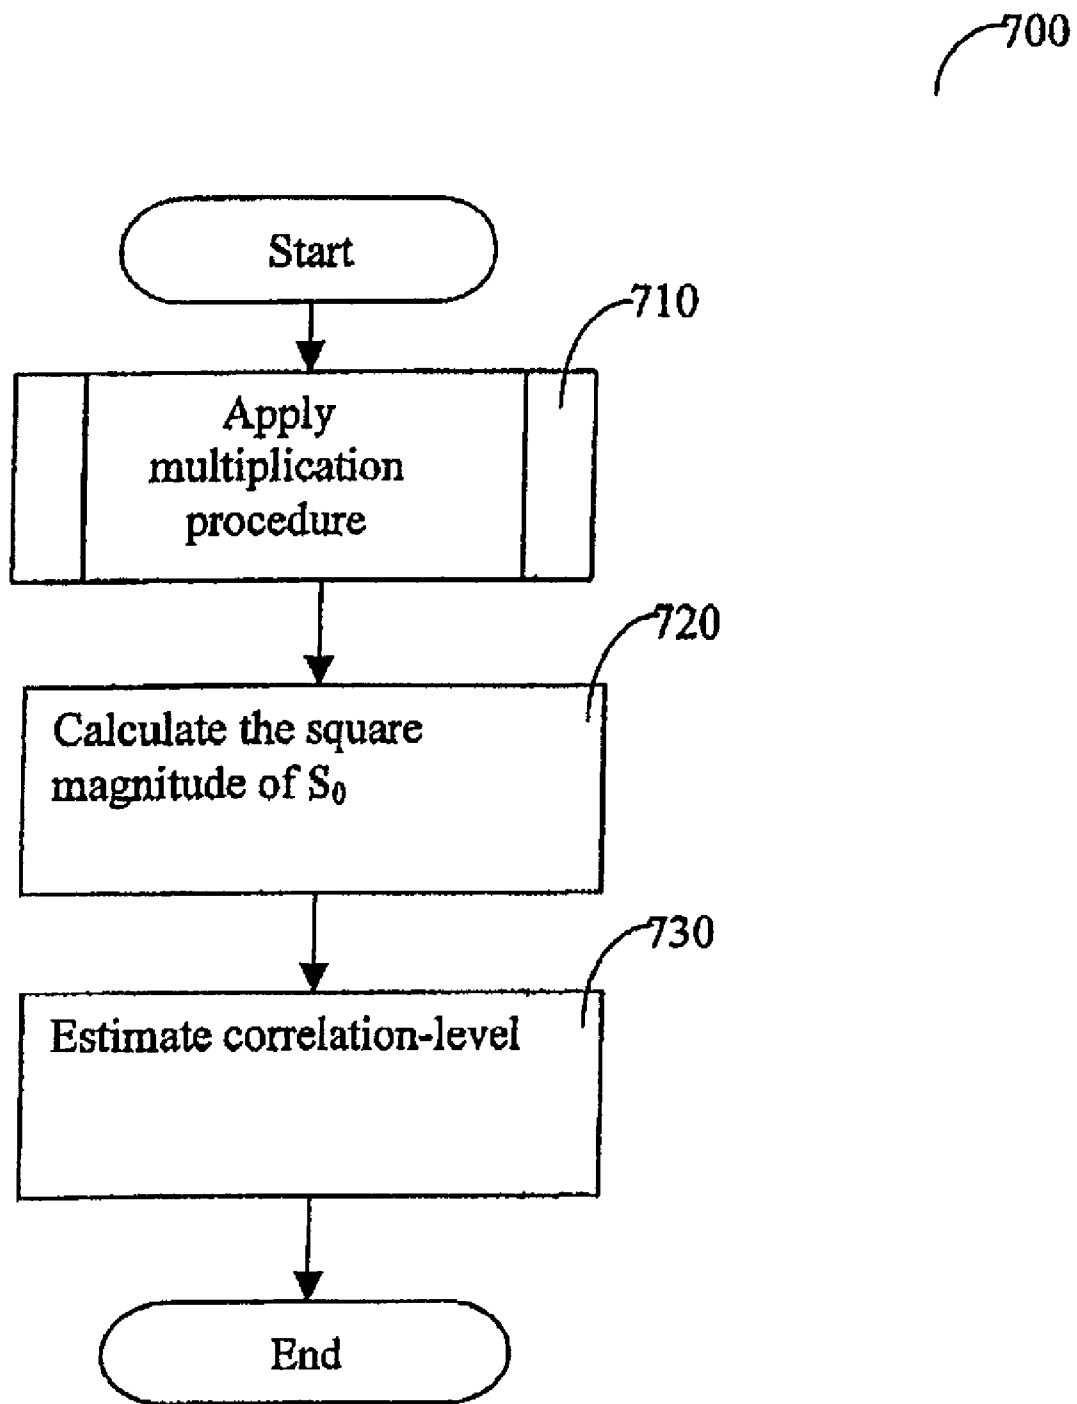 700
Start
710
Apply
multiplication
procedure
720
Calculate the square
magnitude of S₀
730
Estimate correlation-level
End